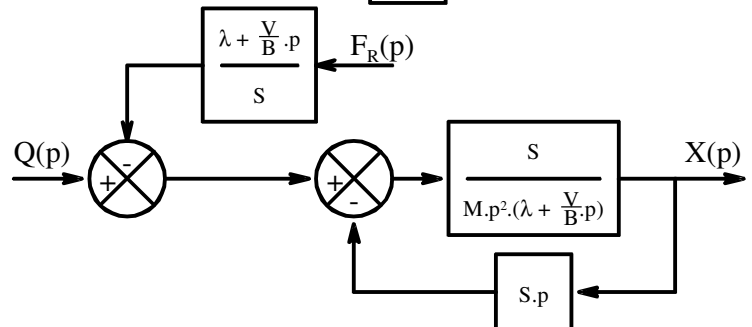 λ + V/B .p
S
F_R(p)
Q(p)
-
+
+
-
S
M.p².(λ + V/B.p)
X(p)
S.p